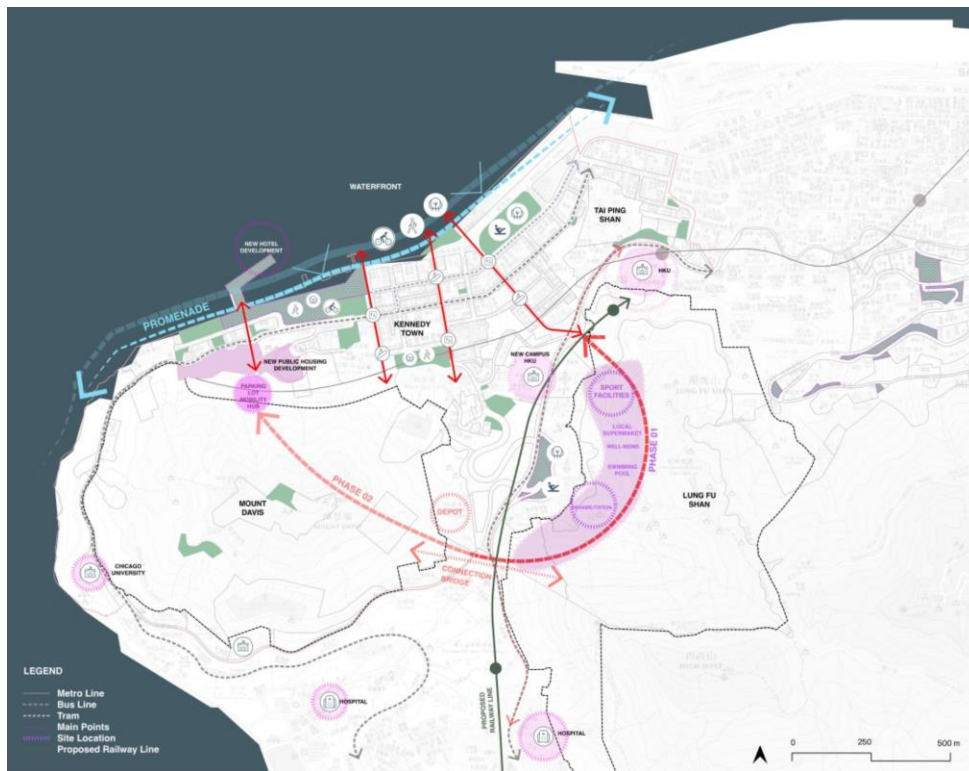 WATERFRONT
TAI PING
SHAN
NEW HOTEL
DEVELOPMENT
HKU
PROMENADE
KENNEDY
TOWN
NEW PUBLIC HOUSING
DEVELOPMENT
NEW CAMPUS
HKU
PARKING
LOT
MOBILITY
HUB
SPORT
FACILITIES
LOCAL
SUPERMARKET
WELL-BEING
SWIMMING
POOL
REHABILITATION
PHASE 01
PHASE 02
LUNG FU
SHAN
MOUNT
DAVIS
DEPOT
CONNECTION
BRIDGE
CHICAGO
UNIVERSITY
HOSPITAL
PROPOSED
RAILWAY LINE
HOSPITAL
LEGEND
Metro Line
Bus Line
Tram
Main Points
Site Location
Proposed Railway Line
0 250 500 m